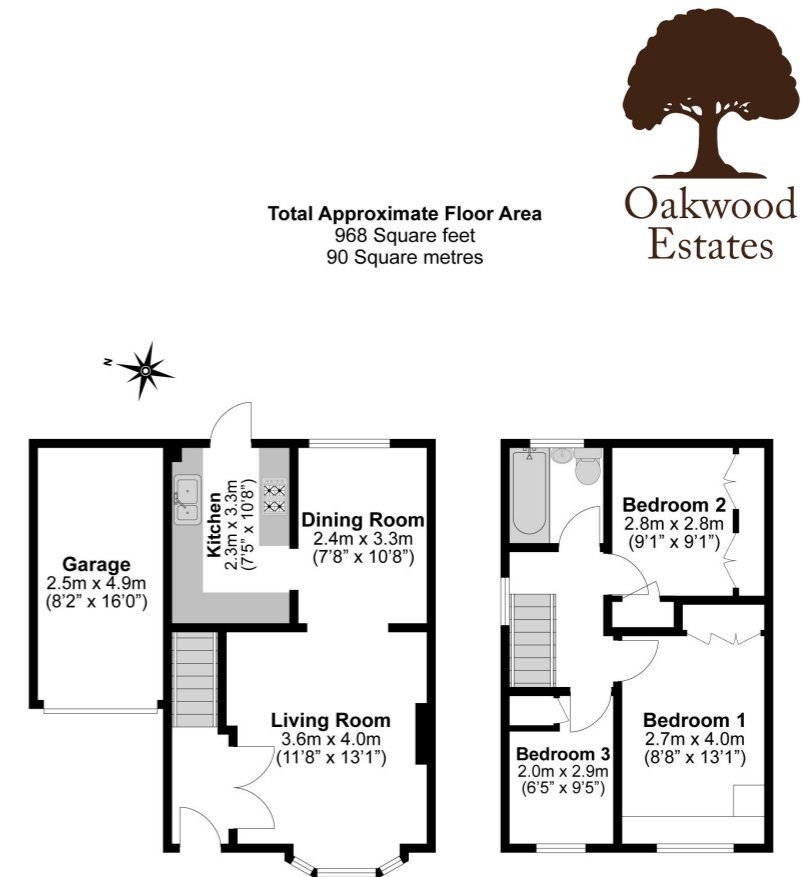 Oakwood
Estates
Total Approximate Floor Area
968 Square feet
90 Square metres
N
Garage
2.5m x 4.9m
(8'2" x 16'0")
Kitchen
2.3m x 3.3m
(7'5" x 10'8")
Dining Room
2.4m x 3.3m
(7'8" x 10'8")
Living Room
3.6m x 4.0m
(11'8" x 13'1")
Bedroom 2
2.8m x 2.8m
(9'1" x 9'1")
Bedroom 1
2.7m x 4.0m
(8'8" x 13'1")
Bedroom 3
2.0m x 2.9m
(6'5" x 9'5")